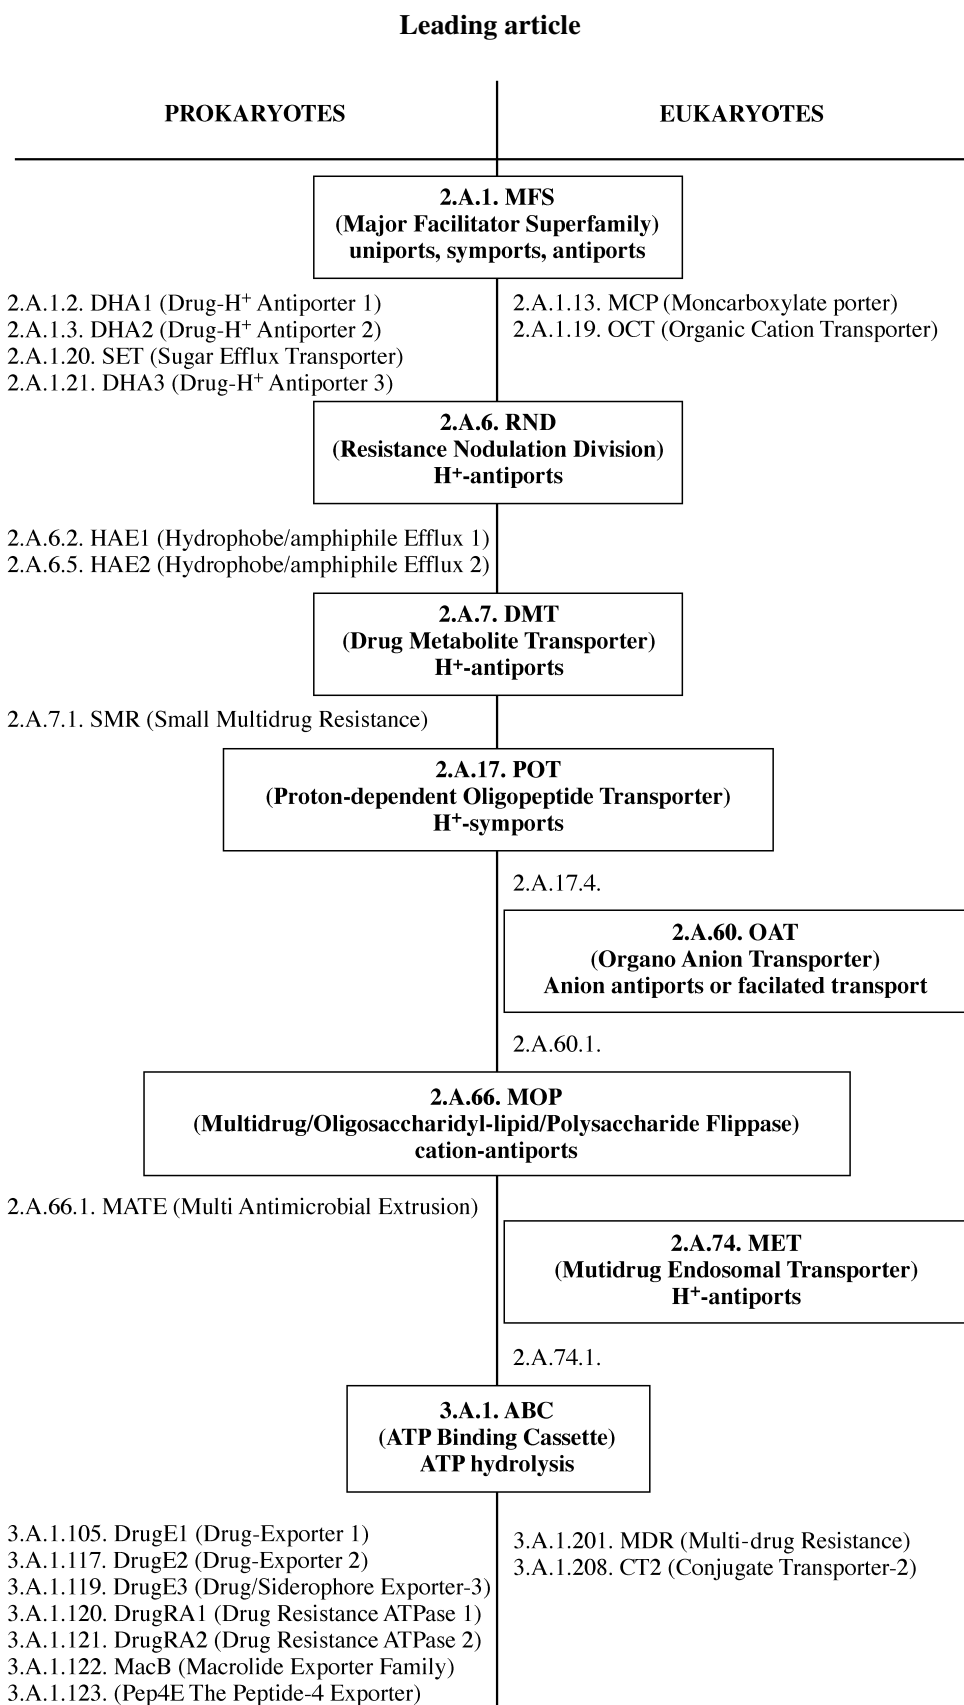 Leading article
PROKARYOTES
EUKARYOTES
2.A.1. MFS
(Major Facilitator Superfamily)
uniports, symports, antiports
2.A.1.2. DHA1 (Drug-H⁺ Antiporter 1)
2.A.1.3. DHA2 (Drug-H⁺ Antiporter 2)
2.A.1.20. SET (Sugar Efflux Transporter)
2.A.1.21. DHA3 (Drug-H⁺ Antiporter 3)
2.A.1.13. MCP (Moncarboxylate porter)
2.A.1.19. OCT (Organic Cation Transporter)
2.A.6. RND
(Resistance Nodulation Division)
H⁺-antiports
2.A.6.2. HAE1 (Hydrophobe/amphiphile Efflux 1)
2.A.6.5. HAE2 (Hydrophobe/amphiphile Efflux 2)
2.A.7. DMT
(Drug Metabolite Transporter)
H⁺-antiports
2.A.7.1. SMR (Small Multidrug Resistance)
2.A.17. POT
(Proton-dependent Oligopeptide Transporter)
H⁺-symports
2.A.17.4.
2.A.60. OAT
(Organo Anion Transporter)
Anion antiports or facilated transport
2.A.60.1.
2.A.66. MOP
(Multidrug/Oligosaccharidyl-lipid/Polysaccharide Flippase)
cation-antiports
2.A.66.1. MATE (Multi Antimicrobial Extrusion)
2.A.74. MET
(Mutidrug Endosomal Transporter)
H⁺-antiports
2.A.74.1.
3.A.1. ABC
(ATP Binding Cassette)
ATP hydrolysis
3.A.1.105. DrugE1 (Drug-Exporter 1)
3.A.1.117. DrugE2 (Drug-Exporter 2)
3.A.1.119. DrugE3 (Drug/Siderophore Exporter-3)
3.A.1.120. DrugRA1 (Drug Resistance ATPase 1)
3.A.1.121. DrugRA2 (Drug Resistance ATPase 2)
3.A.1.122. MacB (Macrolide Exporter Family)
3.A.1.123. (Pep4E The Peptide-4 Exporter)
3.A.1.201. MDR (Multi-drug Resistance)
3.A.1.208. CT2 (Conjugate Transporter-2)